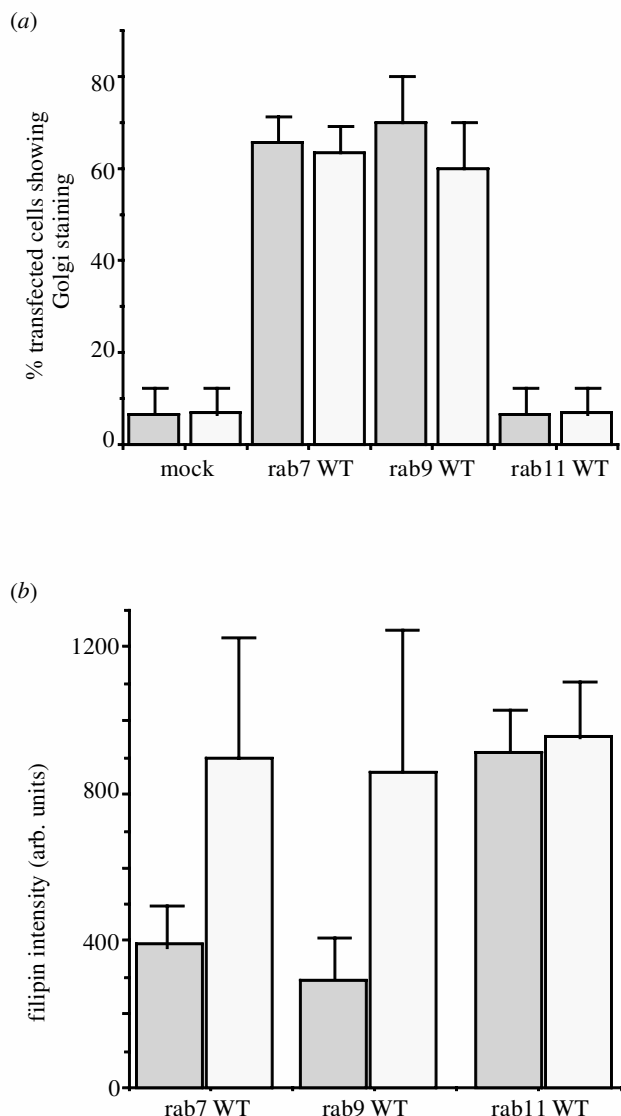 (a)
80
60
40
20
0
% transfected cells showing
Golgi staining
mock rab7 WT rab9 WT rab11 WT
(b)
1200
800
400
0
filipin intensity (arb. units)
rab7 WT rab9 WT rab11 WT